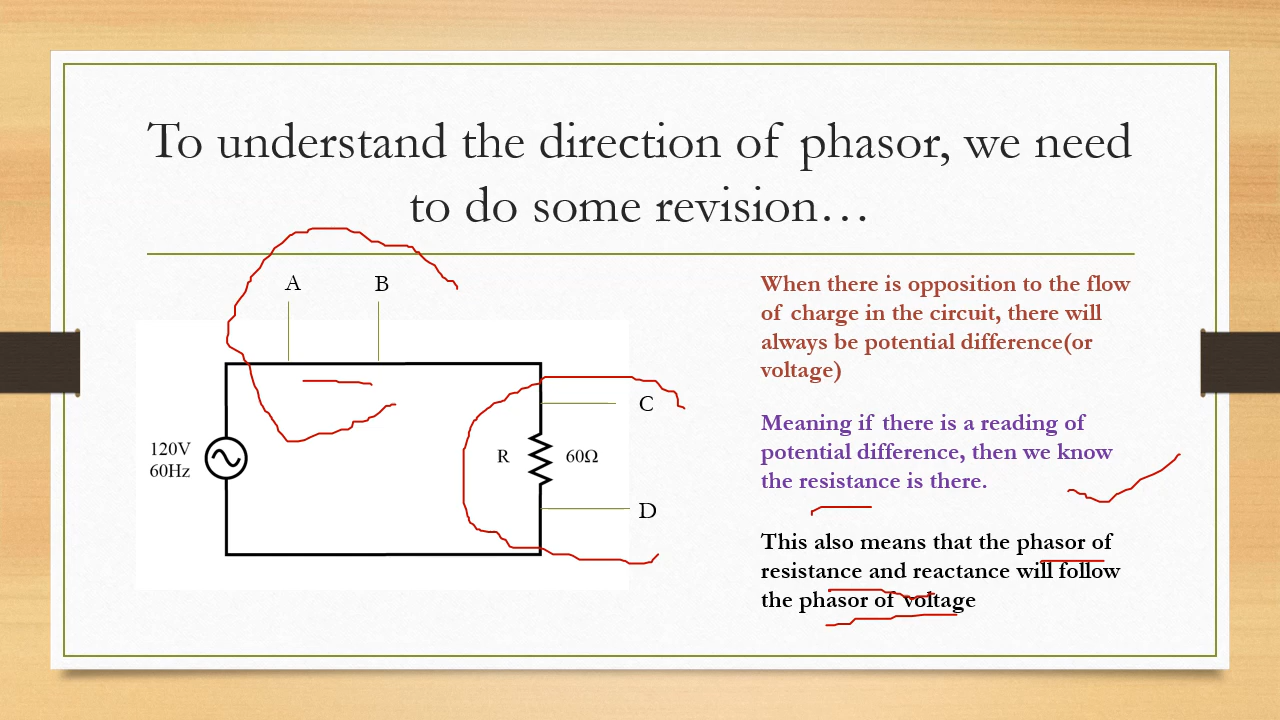 To understand the direction of phasor, we need
to do some revision…
A
B
120V
60Hz
R
60Ω
C
D
When there is opposition to the flow
of charge in the circuit, there will
always be potential difference(or
voltage)
Meaning if there is a reading of
potential difference, then we know
the resistance is there.
This also means that the phasor of
resistance and reactance will follow
the phasor of voltage